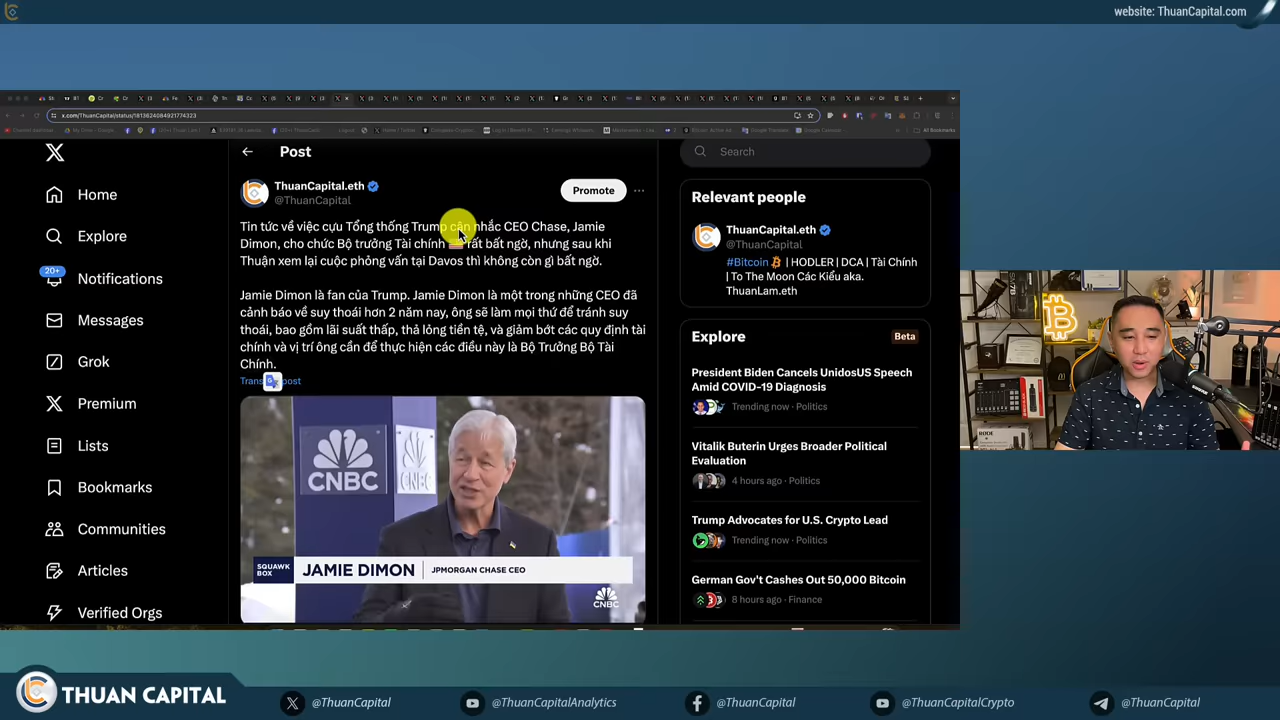 website: ThuanCapital.com
x.com/ThuanCapital/status/1813624084921774323
All Bookmarks
Post
Search
ThuanCapital.eth
@ThuanCapital
Promote
Tin tức về việc cựu Tổng thống Trump cân nhắc CEO Chase, Jamie
Dimon, cho chức Bộ trưởng Tài chính rất bất ngờ, nhưng sau khi
Thuận xem lại cuộc phỏng vấn tại Davos thì không còn gì bất ngờ.
Jamie Dimon là fan của Trump. Jamie Dimon là một trong những CEO đã
cảnh báo về suy thoái hơn 2 năm nay, ông sẽ làm mọi thứ để tránh suy
thoái, bao gồm lãi suất thấp, thả lỏng tiền tệ, và giảm bớt các quy định tài
chính và vị trí ông cần để thực hiện các điều này là Bộ Trưởng Bộ Tài
Chính.
post
CNBC
CNBC
SQUAWK
BOX
JAMIE DIMON
JPMORGAN CHASE CEO
CNBC
Home
Explore
20+
Notifications
Messages
Grok
Premium
Lists
Bookmarks
Communities
Articles
Verified Orgs
Relevant people
ThuanCapital.eth
@ThuanCapital
#Bitcoin | HODLER | DCA | Tài Chính
| To The Moon Các Kiểu aka.
ThuanLam.eth
Explore
Beta
President Biden Cancels UnidosUS Speech
Amid COVID-19 Diagnosis
Trending now · Politics
Vitalik Buterin Urges Broader Political
Evaluation
4 hours ago · Politics
Trump Advocates for U.S. Crypto Lead
Trending now · Politics
German Gov't Cashes Out 50,000 Bitcoin
8 hours ago · Finance
THUAN CAPITAL
@ThuanCapital
@ThuanCapitalAnalytics
@ThuanCapital
@ThuanCapitalCrypto
@ThuanCapital